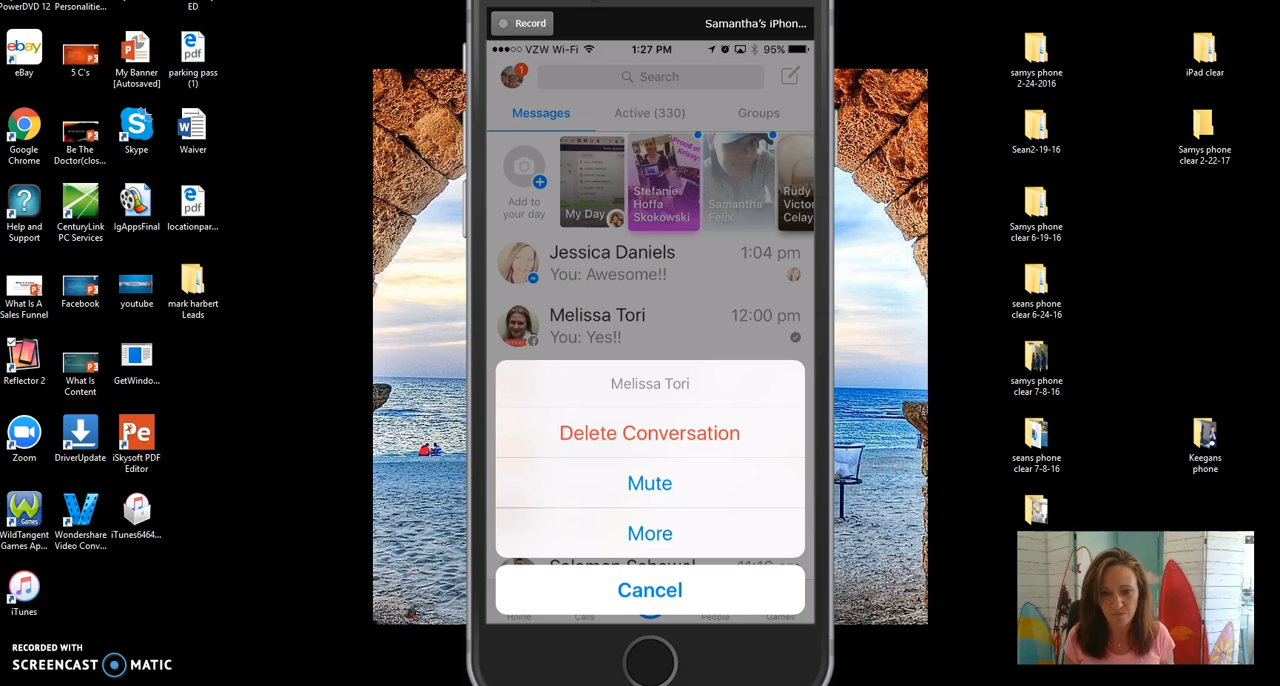 PowerDVD 12
Personalitie...
ED
eBay
5 C's
My Banner
[Autosaved]
parking pass
(1)
Google
Chrome
Be The
Doctor(clos...
Skype
Waiver
Help and
Support
CenturyLink
PC Services
IgAppsFinal
locationpar...
What Is A
Sales Funnel
Facebook
youtube
mark harbert
Leads
Reflector 2
What Is
Content
GetWindo...
Zoom
DriverUpdate
iSkysoft PDF
Editor
WildTangent
Games Ap...
Wondershare
Video Conv...
iTunes6464...
iTunes
RECORDED WITH
SCREENCAST MATIC
Record
Samantha's iPhon...
VZW Wi-Fi
1:27 PM
95%
1
Search
Messages
Active (330)
Groups
Add to
your day
My Day
Proud of
Krissy!
Stefanie
Hoffa
Skokowski
Samantha
Felix
Rudy
Victor
Celay
Jessica Daniels
1:04 pm
You: Awesome!!
Melissa Tori
12:00 pm
You: Yes!!
Melissa Tori
Delete Conversation
Mute
More
Cancel
Home
Calls
People
Games
samys phone
2-24-2016
iPad clear
Sean2-19-16
Samys phone
clear 2-22-17
Samys phone
clear 6-19-16
seans phone
clear 6-24-16
samys phone
clear 7-8-16
seans phone
clear 7-8-16
Keegans
phone